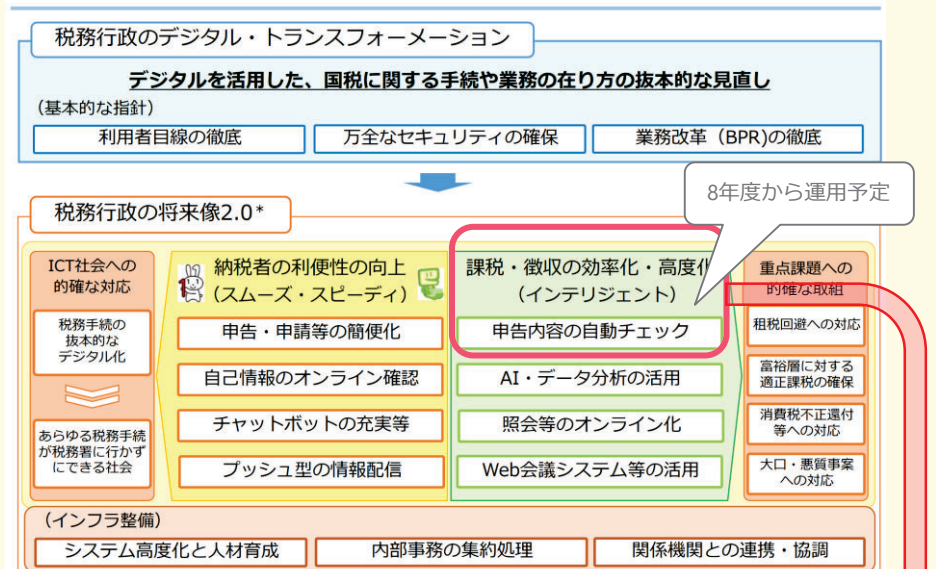 税務行政のデジタル・トランスフォーメーション
デジタルを活用した、国税に関する手続や業務の在り方の抜本的な見直し
（基本的な指針）
利用者目線の徹底
万全なセキュリティの確保
業務改革（BPR)の徹底
8年度から運用予定
税務行政の将来像2.0*
ICT社会への
的確な対応
税務手続の
抜本的な
デジタル化
あらゆる税務手続
が税務署に行かず
にできる社会
納税者の利便性の向上
（スムーズ・スピーディ）
申告・申請等の簡便化
自己情報のオンライン確認
チャットボットの充実等
プッシュ型の情報配信
課税・徴収の効率化・高度化
（インテリジェント）
申告内容の自動チェック
AI・データ分析の活用
照会等のオンライン化
Web会議システム等の活用
重点課題への
的確な取組
租税回避への対応
富裕層に対する
適正課税の確保
消費税不正還付
等への対応
大口・悪質事案
への対応
（インフラ整備）
システム高度化と人材育成
内部事務の集約処理
関係機関との連携・協調